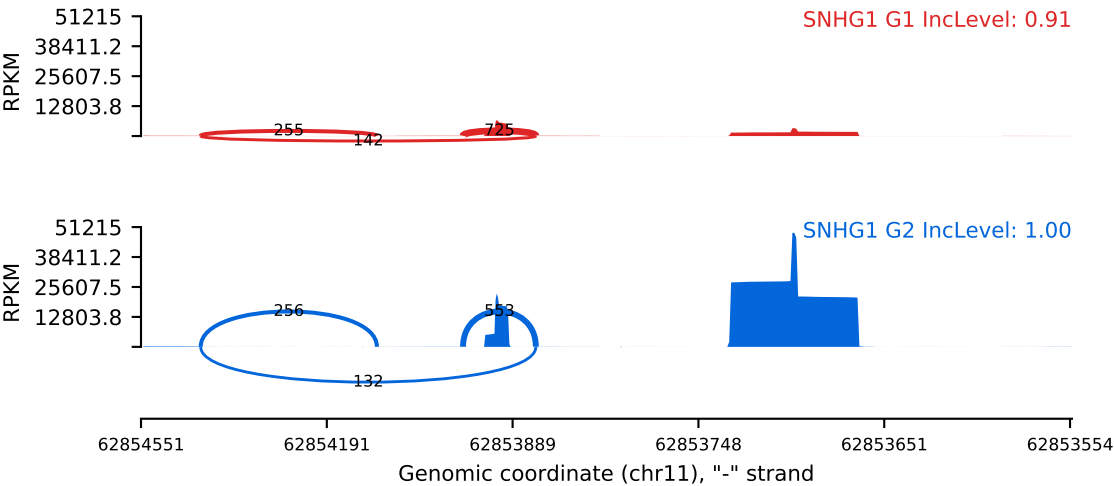 RPKM
51215
38411.2
25607.5
12803.8
SNHG1 G1 IncLevel: 0.91
255
142
725
RPKM
51215
38411.2
25607.5
12803.8
SNHG1 G2 IncLevel: 1.00
256
553
132
62854551 62854191 62853889 62853748 62853651 62853554
Genomic coordinate (chr11), "-" strand